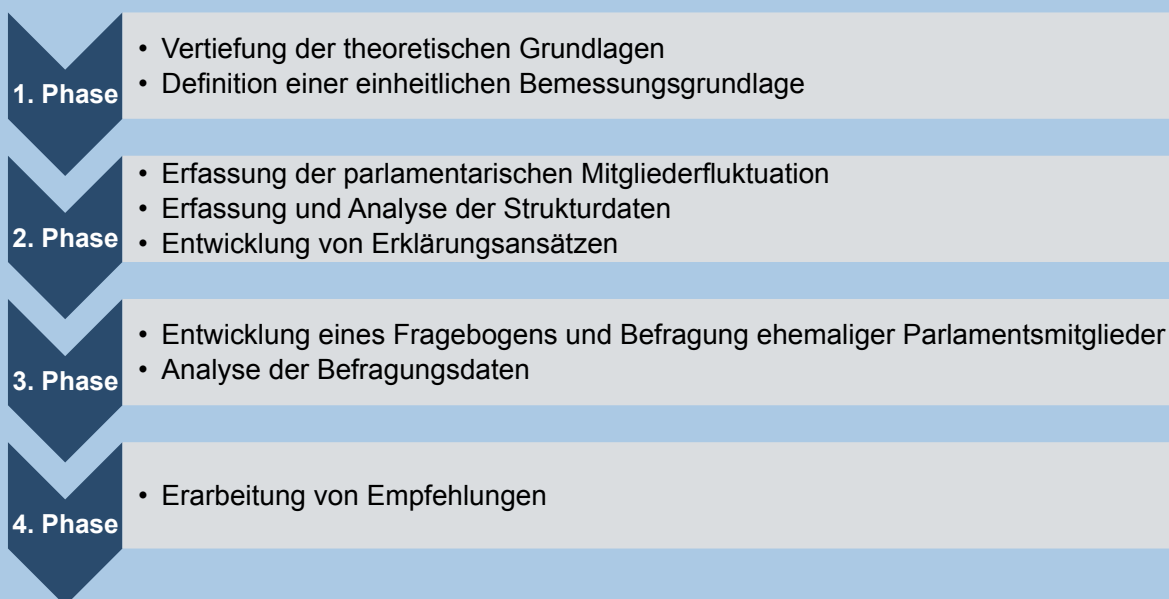 1. Phase
• Vertiefung der theoretischen Grundlagen
• Definition einer einheitlichen Bemessungsgrundlage
2. Phase
• Erfassung der parlamentarischen Mitgliederfluktuation
• Erfassung und Analyse der Strukturdaten
• Entwicklung von Erklärungsansätzen
3. Phase
• Entwicklung eines Fragebogens und Befragung ehemaliger Parlamentsmitglieder
• Analyse der Befragungsdaten
4. Phase
• Erarbeitung von Empfehlungen